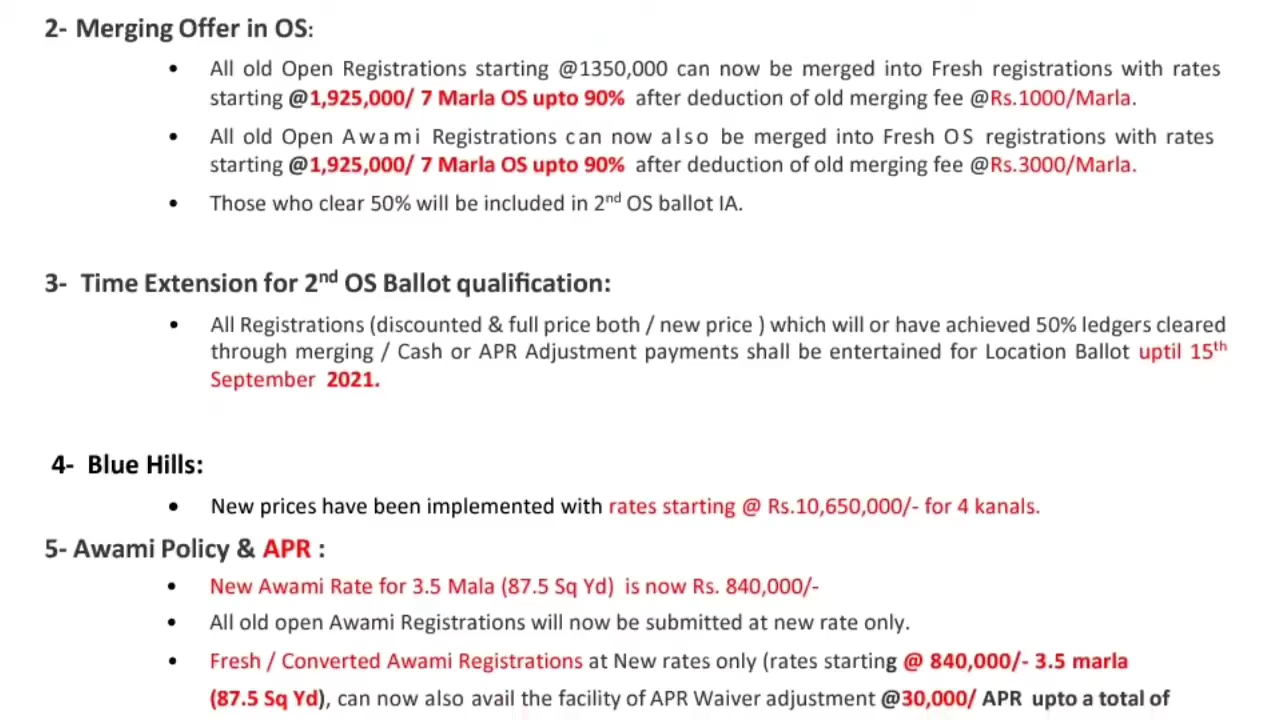 2- Merging Offer in OS:
• All old Open Registrations starting @1350,000 can now be merged into Fresh registrations with rates
starting @1,925,000/ 7 Marla OS upto 90% after deduction of old merging fee @Rs.1000/Marla.
• All old Open Awami Registrations can now also be merged into Fresh OS registrations with rates
starting @1,925,000/ 7 Marla OS upto 90% after deduction of old merging fee @Rs.3000/Marla.
• Those who clear 50% will be included in 2nd OS ballot IA.
3- Time Extension for 2nd OS Ballot qualification:
• All Registrations (discounted & full price both / new price ) which will or have achieved 50% ledgers cleared
through merging / Cash or APR Adjustment payments shall be entertained for Location Ballot uptil 15th
September 2021.
4- Blue Hills:
• New prices have been implemented with rates starting @ Rs.10,650,000/- for 4 kanals.
5- Awami Policy & APR :
• New Awami Rate for 3.5 Mala (87.5 Sq Yd) is now Rs. 840,000/-
• All old open Awami Registrations will now be submitted at new rate only.
• Fresh / Converted Awami Registrations at New rates only (rates starting @ 840,000/- 3.5 marla
(87.5 Sq Yd), can now also avail the facility of APR Waiver adjustment @30,000/ APR upto a total of